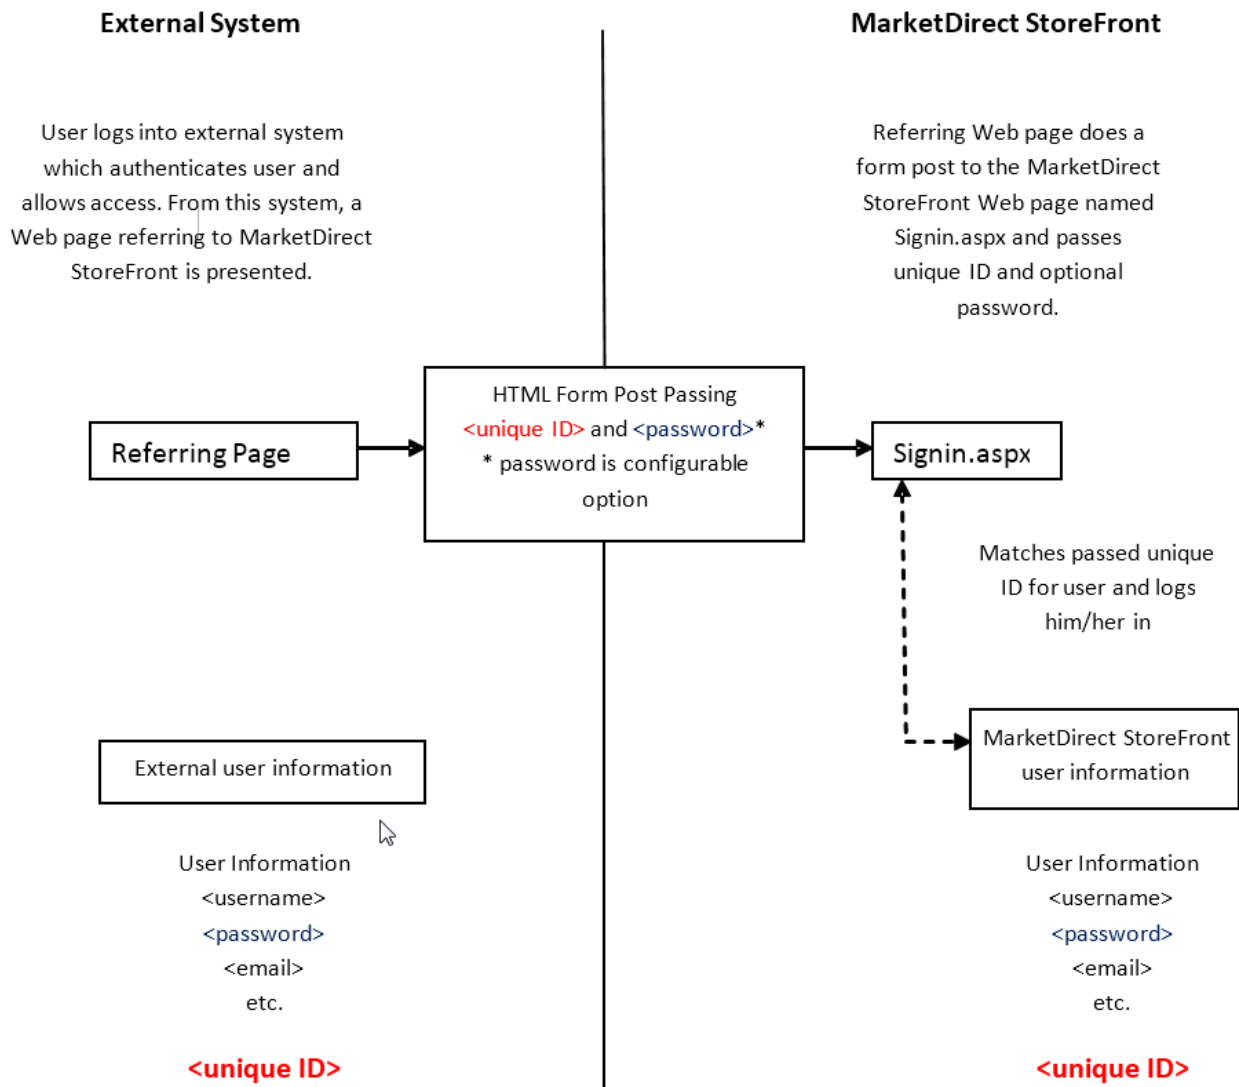 External System
MarketDirect StoreFront
User logs into external system
which authenticates user and
allows access. From this system, a
Web page referring to MarketDirect
StoreFront is presented.
Referring Web page does a
form post to the MarketDirect
StoreFront Web page named
Signin.aspx and passes
unique ID and optional
password.
Referring Page
HTML Form Post Passing
<unique ID> and <password>*
* password is configurable
option
Signin.aspx
Matches passed unique
ID for user and logs
him/her in
External user information
MarketDirect StoreFront
user information
User Information
<username>
<password>
<email>
etc.
<unique ID>
User Information
<username>
<password>
<email>
etc.
<unique ID>